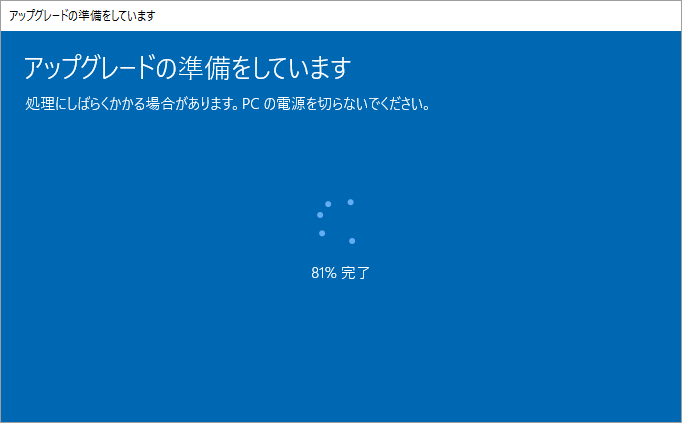 アップグレードの準備をしています
アップグレードの準備をしています
処理にしばらくかかる場合があります。PC の電源を切らないでください。
81% 完了